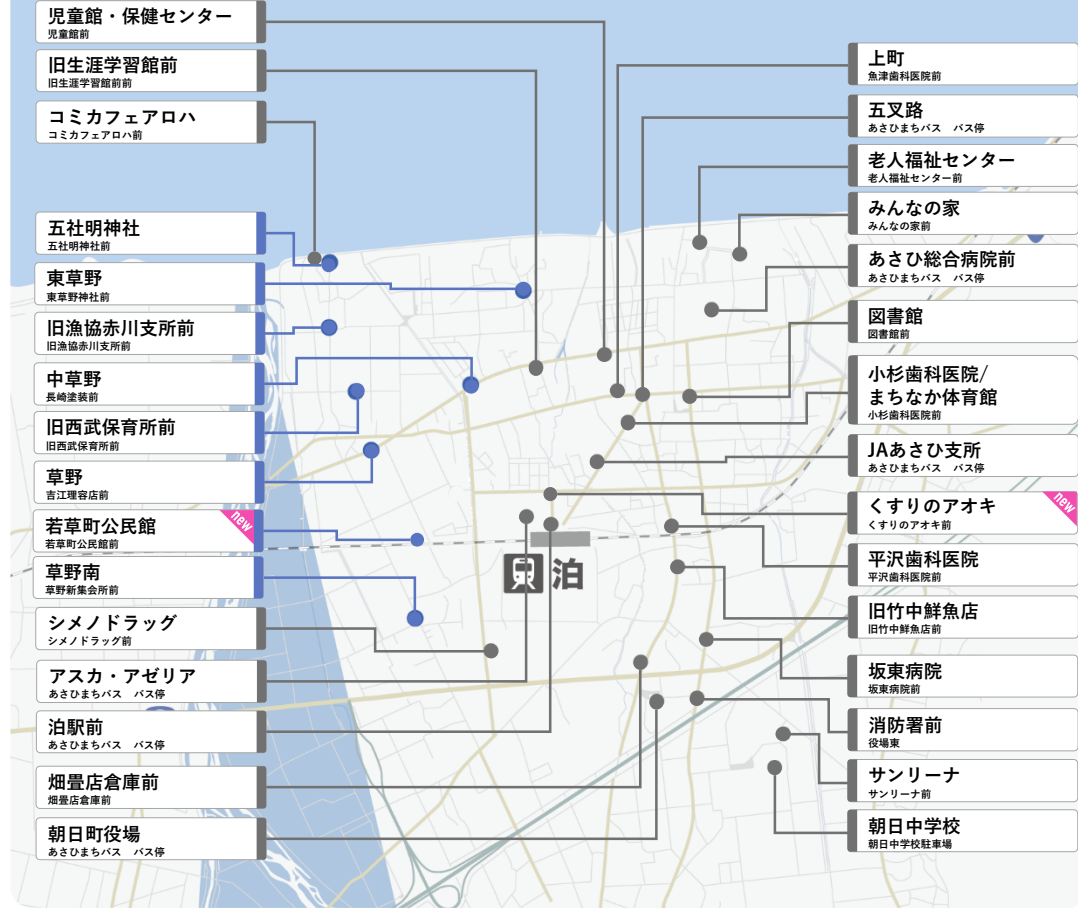 児童館・保健センター
児童館前
旧生涯学習館前
旧生涯学習館前前
コミカフェアロハ
コミカフェアロハ前
五社明神社
五社明神社前
東草野
東草野神社前
旧漁協赤川支所前
旧漁協赤川支所前
中草野
長崎塗装前
旧西武保育所前
旧西武保育所前
草野
吉江理容店前
若草町公民館
若草町公民館前
new
草野南
草野新集会所前
シメノドラッグ
シメノドラッグ前
アスカ・アゼリア
あさひまちバス バス停
泊駅前
あさひまちバス バス停
畑畳店倉庫前
畑畳店倉庫前
朝日町役場
あさひまちバス バス停
泊
上町
魚津歯科医院前
五叉路
あさひまちバス バス停
老人福祉センター
老人福祉センター前
みんなの家
みんなの家前
あさひ総合病院前
あさひまちバス バス停
図書館
図書館前
小杉歯科医院/
まちなか体育館
小杉歯科医院前
JAあさひ支所
あさひまちバス バス停
くすりのアオキ
くすりのアオキ前
new
平沢歯科医院
平沢歯科医院前
旧竹中鮮魚店
旧竹中鮮魚店前
坂東病院
坂東病院前
消防署前
役場東
サンリーナ
サンリーナ前
朝日中学校
朝日中学校駐車場